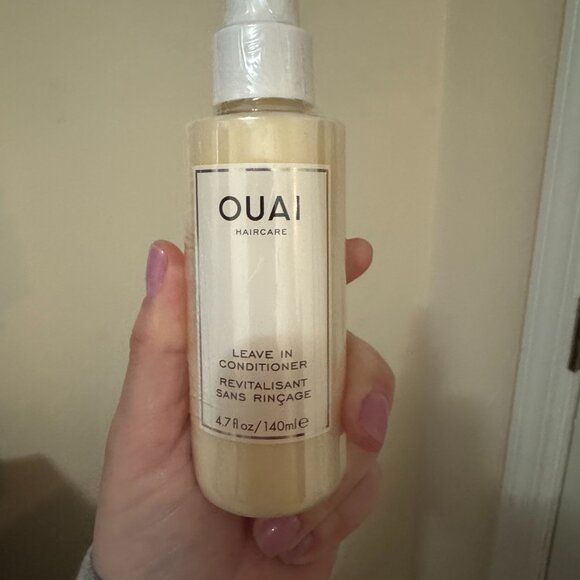 OUAI
HAIRCARE
LEAVE IN
CONDITIONER
REVITALISANT
SANS RINÇAGE
4.7 fl oz/140ml℮